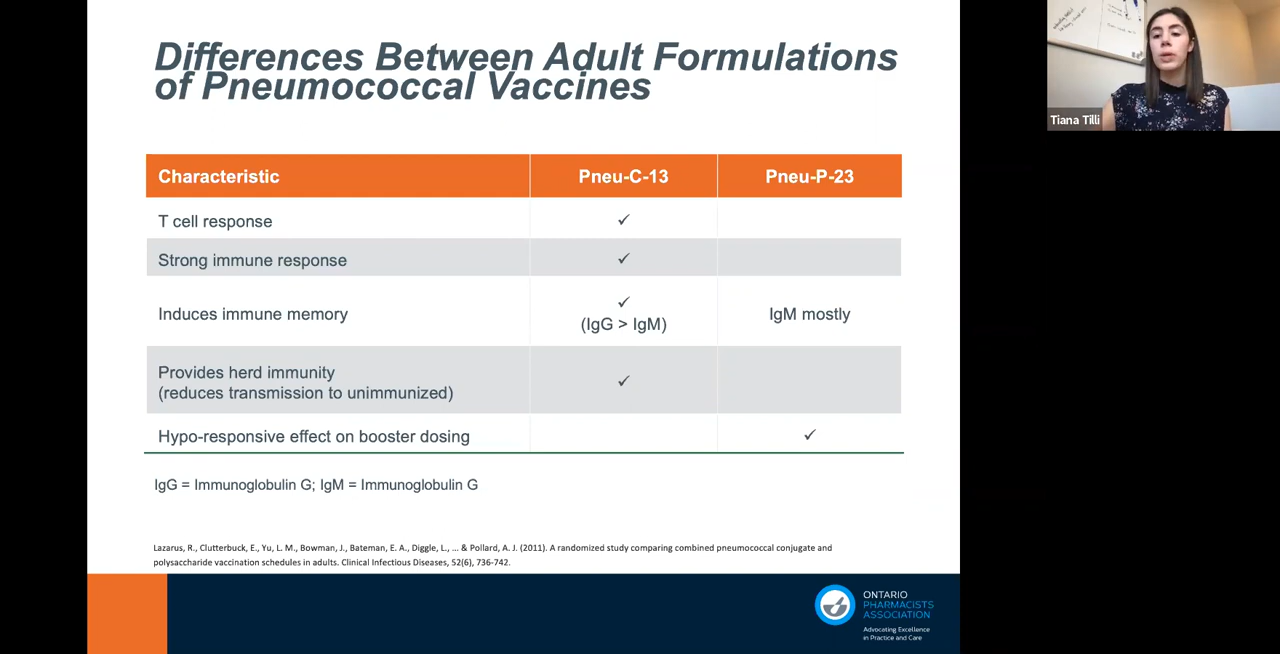 Differences Between Adult Formulations
of Pneumococcal Vaccines
Characteristic Pneu-C-13 Pneu-P-23
T cell response ✓
Strong immune response ✓
Induces immune memory ✓ (IgG > IgM) IgM mostly
Provides herd immunity
(reduces transmission to unimmunized) ✓
Hypo-responsive effect on booster dosing ✓
IgG = Immunoglobulin G; IgM = Immunoglobulin G
Lazarus, R., Clutterbuck, E., Yu, L. M., Bowman, J., Bateman, E. A., Diggle, L., ... & Pollard, A. J. (2011). A randomized study comparing combined pneumococcal conjugate and
polysaccharide vaccination schedules in adults. Clinical Infectious Diseases, 52(6), 736-742.
ONTARIO
PHARMACISTS
ASSOCIATION
Advocating Excellence
in Practice and Care
Tiana Tilli